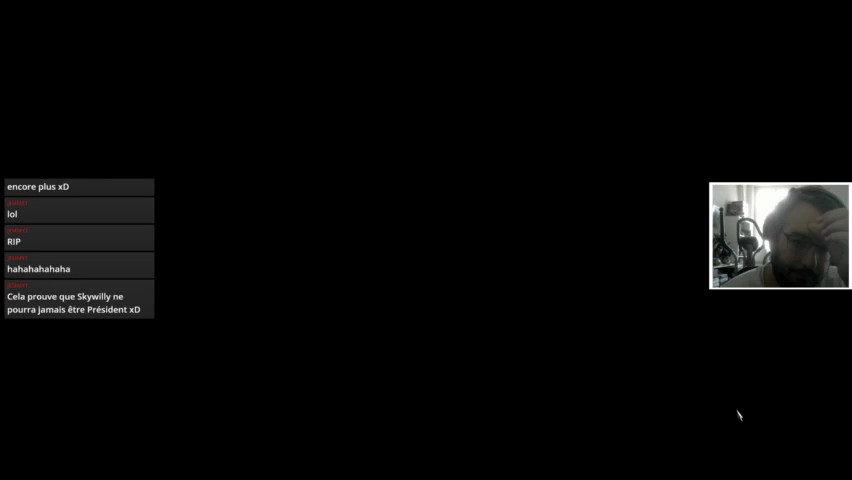 encore plus xD
lol
RIP
hahahahahaha
Cela prouve que Skywilly ne
pourra jamais être Président xD